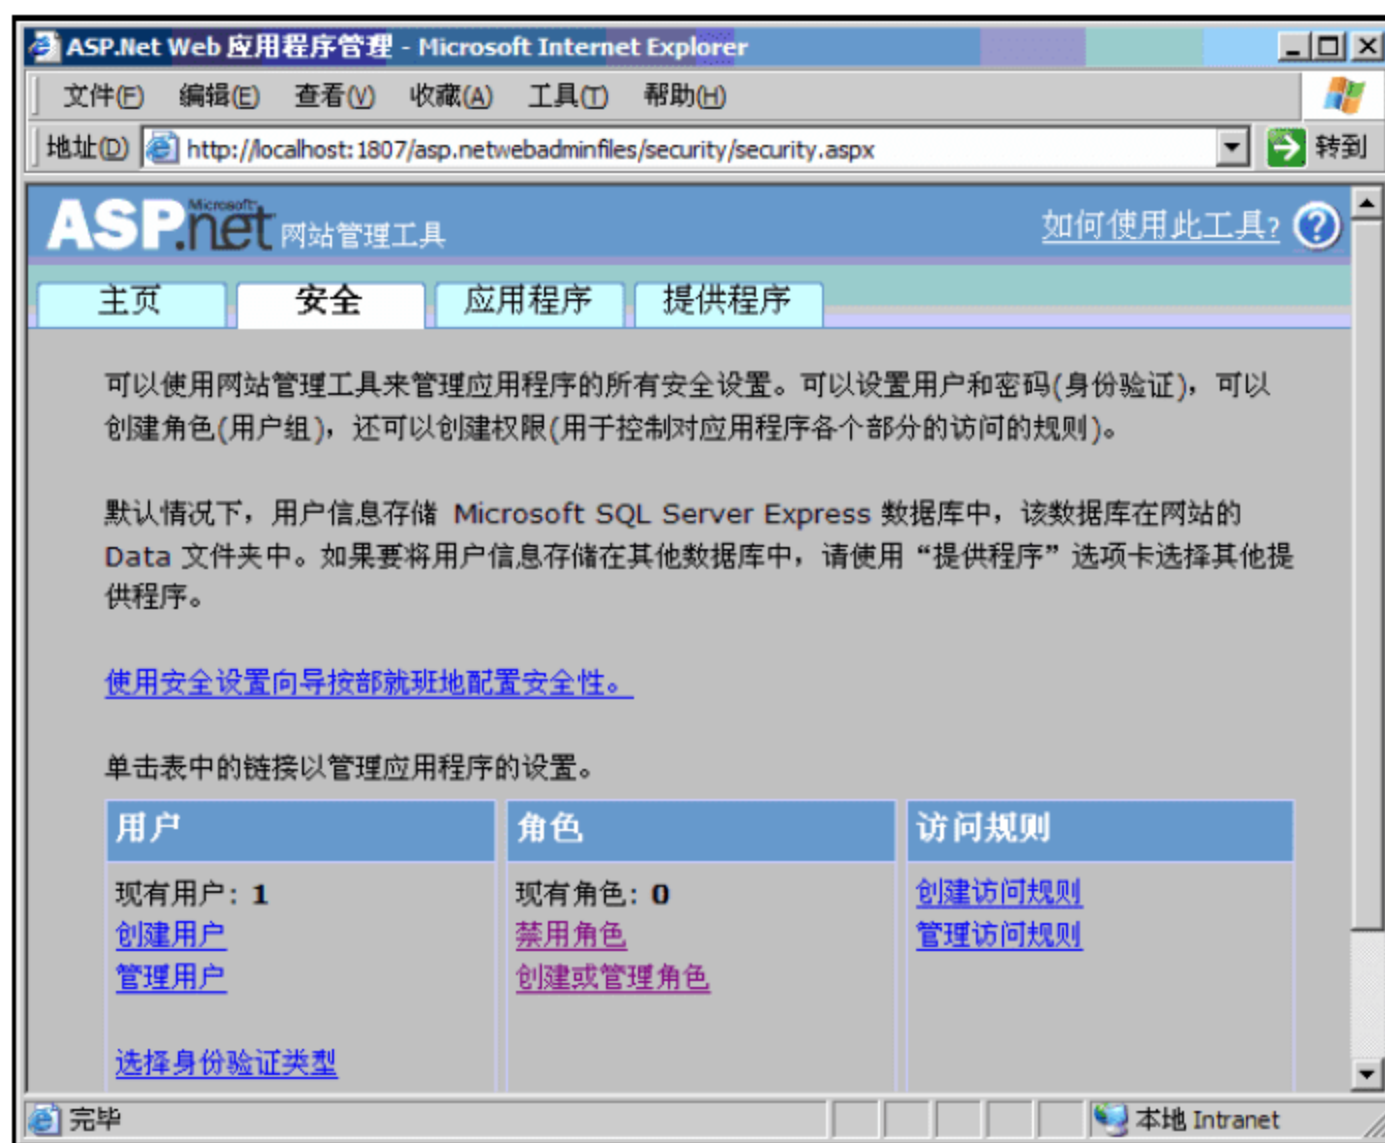 ASP.Net Web 应用程序管理 - Microsoft Internet Explorer
文件(F) 编辑(E) 查看(V) 收藏(A) 工具(T) 帮助(H)
地址(D) http://localhost:1807/asp.netwebadminfiles/security/security.aspx 转到
Microsoft
ASP.net 网站管理工具 如何使用此工具? ?
主页 安全 应用程序 提供程序
可以使用网站管理工具来管理应用程序的所有安全设置。可以设置用户和密码(身份验证)，可以
创建角色(用户组)，还可以创建权限(用于控制对应用程序各个部分的访问的规则)。
默认情况下，用户信息存储 Microsoft SQL Server Express 数据库中，该数据库在网站的
Data 文件夹中。如果要将用户信息存储在其他数据库中，请使用“提供程序”选项卡选择其他提
供程序。
使用安全设置向导按部就班地配置安全性。
单击表中的链接以管理应用程序的设置。
用户 角色 访问规则
现有用户: 1 现有角色: 0 创建访问规则
创建用户 禁用角色 管理访问规则
管理用户 创建或管理角色
选择身份验证类型
完毕 本地 Intranet